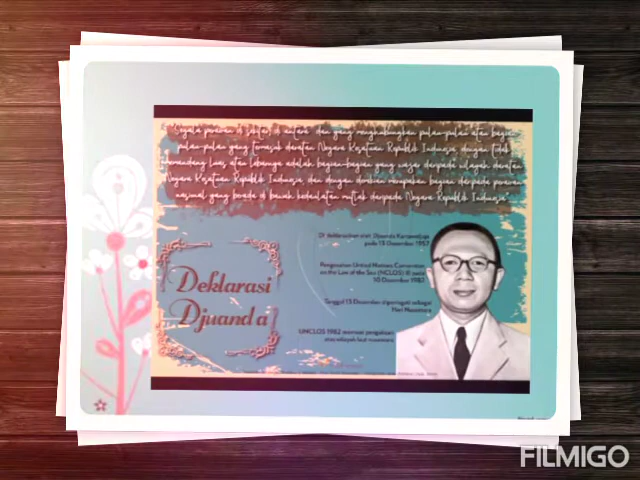 "Segala perairan di sekitar, di antara dan yang menghubungkan pulau-pulau atau bagian
pulau-pulau yang termasuk daratan Negara Kesatuan Republik Indonesia, dengan tidak
memandang luas atau lebarnya adalah bagian-bagian yang wajar daripada wilayah daratan
Negara Kesatuan Republik Indonesia, dan dengan demikian merupakan bagian daripada perairan
nasional yang berada di bawah kedaulatan mutlak daripada Negara Republik Indonesia"
Di deklarasikan oleh Djuanda Kartawidjaja
pada 13 Desember 1957
Pengesahan United Nations Convention
on the Law of the Sea (NCLOS) III pada
10 Desember 1982
Deklarasi
Djuanda
Tanggal 13 Desember diperingati sebagai
Hari Nusantara
UNCLOS 1982 memuat pengakuan
atas wilayah laut nusantara
FILMIGO